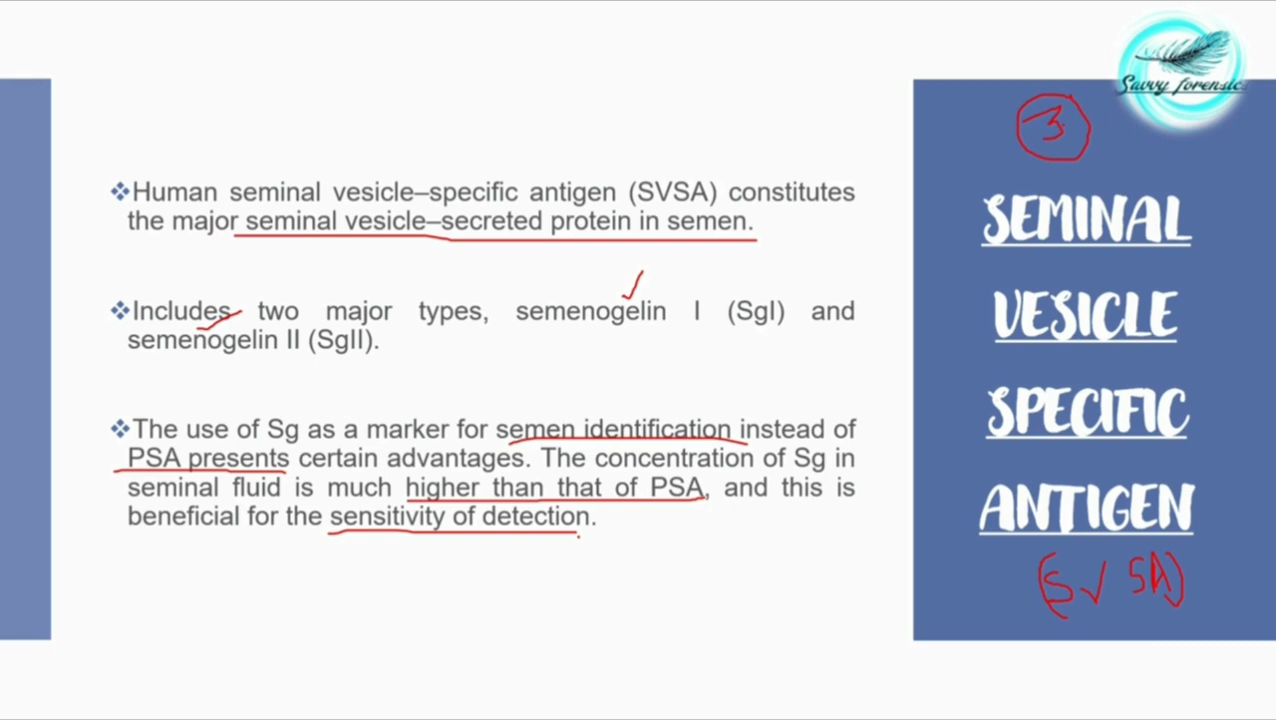 Savvy forensics
3
SEMINAL
VESICLE
SPECIFIC
ANTIGEN
(SVSA)
❖Human seminal vesicle–specific antigen (SVSA) constitutes
the major seminal vesicle–secreted protein in semen.
❖Includes two major types, semenogelin I (SgI) and
semenogelin II (SgII).
❖The use of Sg as a marker for semen identification instead of
PSA presents certain advantages. The concentration of Sg in
seminal fluid is much higher than that of PSA, and this is
beneficial for the sensitivity of detection.